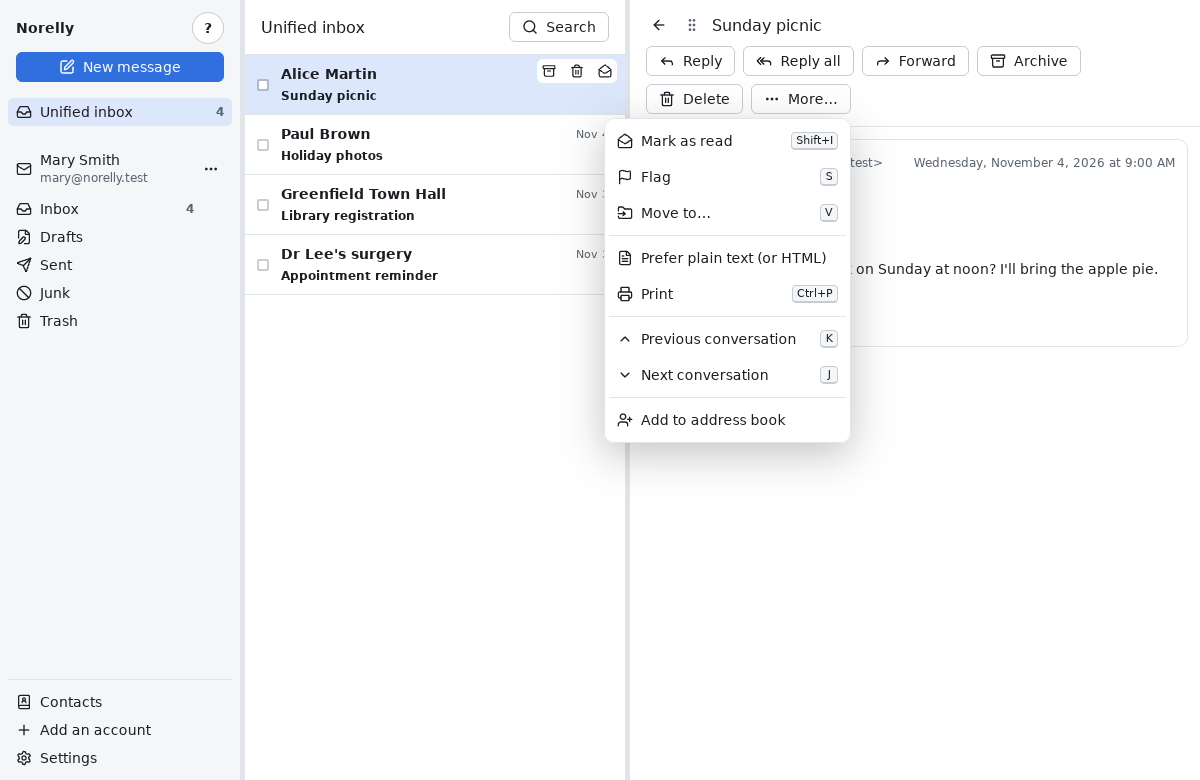 Norelly
?
New message
Unified inbox 4
Mary Smith
mary@norelly.test
Inbox 4
Drafts
Sent
Junk
Trash
Contacts
Add an account
Settings
Unified inbox
Search
Alice Martin
Sunday picnic
Paul Brown Nov
Holiday photos
Greenfield Town Hall Nov
Library registration
Dr Lee's surgery Nov
Appointment reminder
Sunday picnic
Reply
Reply all
Forward
Archive
Delete
More…
Mark as read Shift+I
Flag S
Move to… V
Prefer plain text (or HTML)
Print Ctrl+P
Previous conversation K
Next conversation J
Add to address book
test> Wednesday, November 4, 2026 at 9:00 AM
on Sunday at noon? I'll bring the apple pie.